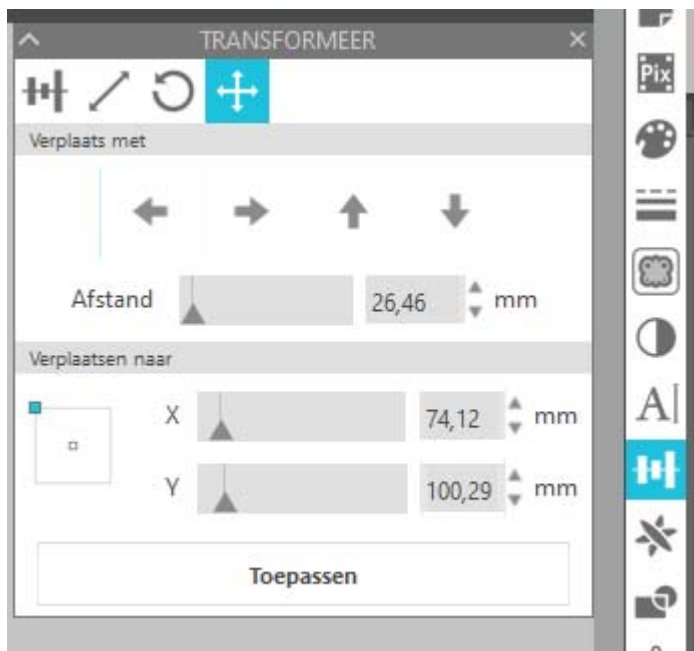 TRANSFORMEER
Pix
Verplaats met
Afstand 26,46 mm
Verplaatsen naar
X 74,12 mm
A
Y 100,29 mm
Toepassen